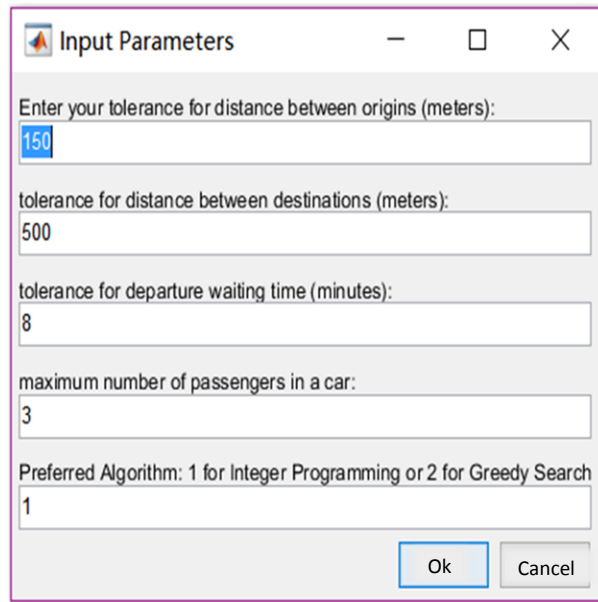 Input Parameters
Enter your tolerance for distance between origins (meters):
150
tolerance for distance between destinations (meters):
500
tolerance for departure waiting time (minutes):
8
maximum number of passengers in a car:
3
Preferred Algorithm: 1 for Integer Programming or 2 for Greedy Search
1
Ok Cancel